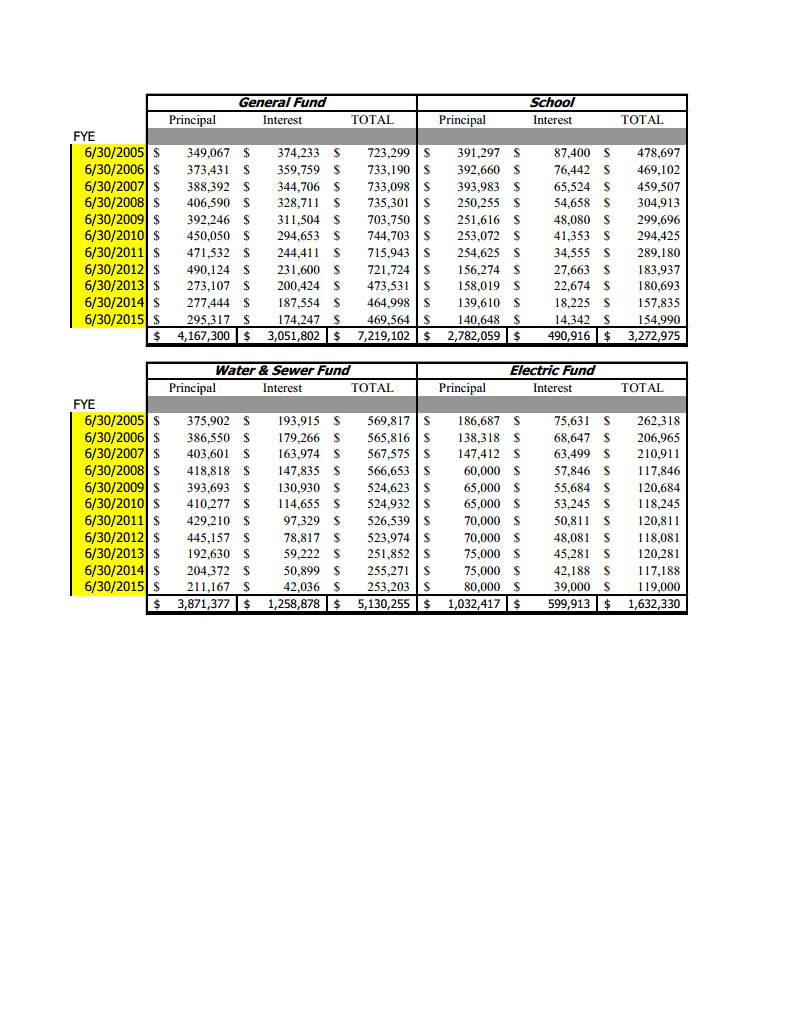 General Fund School
Principal Interest TOTAL Principal Interest TOTAL
FYE
6/30/2005 $ 349,067 $ 374,233 $ 723,299 $ 391,297 $ 87,400 $ 478,697
6/30/2006 $ 373,431 $ 359,759 $ 733,190 $ 392,660 $ 76,442 $ 469,102
6/30/2007 $ 388,392 $ 344,706 $ 733,098 $ 393,983 $ 65,524 $ 459,507
6/30/2008 $ 406,590 $ 328,711 $ 735,301 $ 250,255 $ 54,658 $ 304,913
6/30/2009 $ 392,246 $ 311,504 $ 703,750 $ 251,616 $ 48,080 $ 299,696
6/30/2010 $ 450,050 $ 294,653 $ 744,703 $ 253,072 $ 41,353 $ 294,425
6/30/2011 $ 471,532 $ 244,411 $ 715,943 $ 254,625 $ 34,555 $ 289,180
6/30/2012 $ 490,124 $ 231,600 $ 721,724 $ 156,274 $ 27,663 $ 183,937
6/30/2013 $ 273,107 $ 200,424 $ 473,531 $ 158,019 $ 22,674 $ 180,693
6/30/2014 $ 277,444 $ 187,554 $ 464,998 $ 139,610 $ 18,225 $ 157,835
6/30/2015 $ 295,317 $ 174,247 $ 469,564 $ 140,648 $ 14,342 $ 154,990
$ 4,167,300 $ 3,051,802 $ 7,219,102 $ 2,782,059 $ 490,916 $ 3,272,975
Water & Sewer Fund Electric Fund
Principal Interest TOTAL Principal Interest TOTAL
FYE
6/30/2005 $ 375,902 $ 193,915 $ 569,817 $ 186,687 $ 75,631 $ 262,318
6/30/2006 $ 386,550 $ 179,266 $ 565,816 $ 138,318 $ 68,647 $ 206,965
6/30/2007 $ 403,601 $ 163,974 $ 567,575 $ 147,412 $ 63,499 $ 210,911
6/30/2008 $ 418,818 $ 147,835 $ 566,653 $ 60,000 $ 57,846 $ 117,846
6/30/2009 $ 393,693 $ 130,930 $ 524,623 $ 65,000 $ 55,684 $ 120,684
6/30/2010 $ 410,277 $ 114,655 $ 524,932 $ 65,000 $ 53,245 $ 118,245
6/30/2011 $ 429,210 $ 97,329 $ 526,539 $ 70,000 $ 50,811 $ 120,811
6/30/2012 $ 445,157 $ 78,817 $ 523,974 $ 70,000 $ 48,081 $ 118,081
6/30/2013 $ 192,630 $ 59,222 $ 251,852 $ 75,000 $ 45,281 $ 120,281
6/30/2014 $ 204,372 $ 50,899 $ 255,271 $ 75,000 $ 42,188 $ 117,188
6/30/2015 $ 211,167 $ 42,036 $ 253,203 $ 80,000 $ 39,000 $ 119,000
$ 3,871,377 $ 1,258,878 $ 5,130,255 $ 1,032,417 $ 599,913 $ 1,632,330